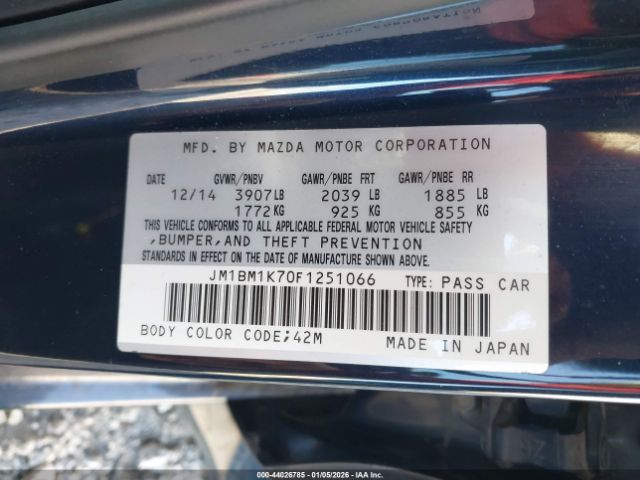 MFD. BY MAZDA MOTOR CORPORATION
DATE GVWR/PNBV GAWR/PNBE FRT GAWR/PNBE RR
12/14 3907LB 2039 LB 1885 LB
1772KG 925 KG 855 KG
THIS VEHICLE CONFORMS TO ALL APPLICABLE FEDERAL MOTOR VEHICLE SAFETY
,BUMPER,AND THEFT PREVENTION
STANDARDS IN EFFECT ON THE DATE OF MANUFACTURE SHOWN ABOVE.
JM1BM1K70F1251066 TYPE: PASS CAR
BODY COLOR CODE;42M MADE IN JAPAN
000-44026785 - 01/05/2026 - IAAI.COM